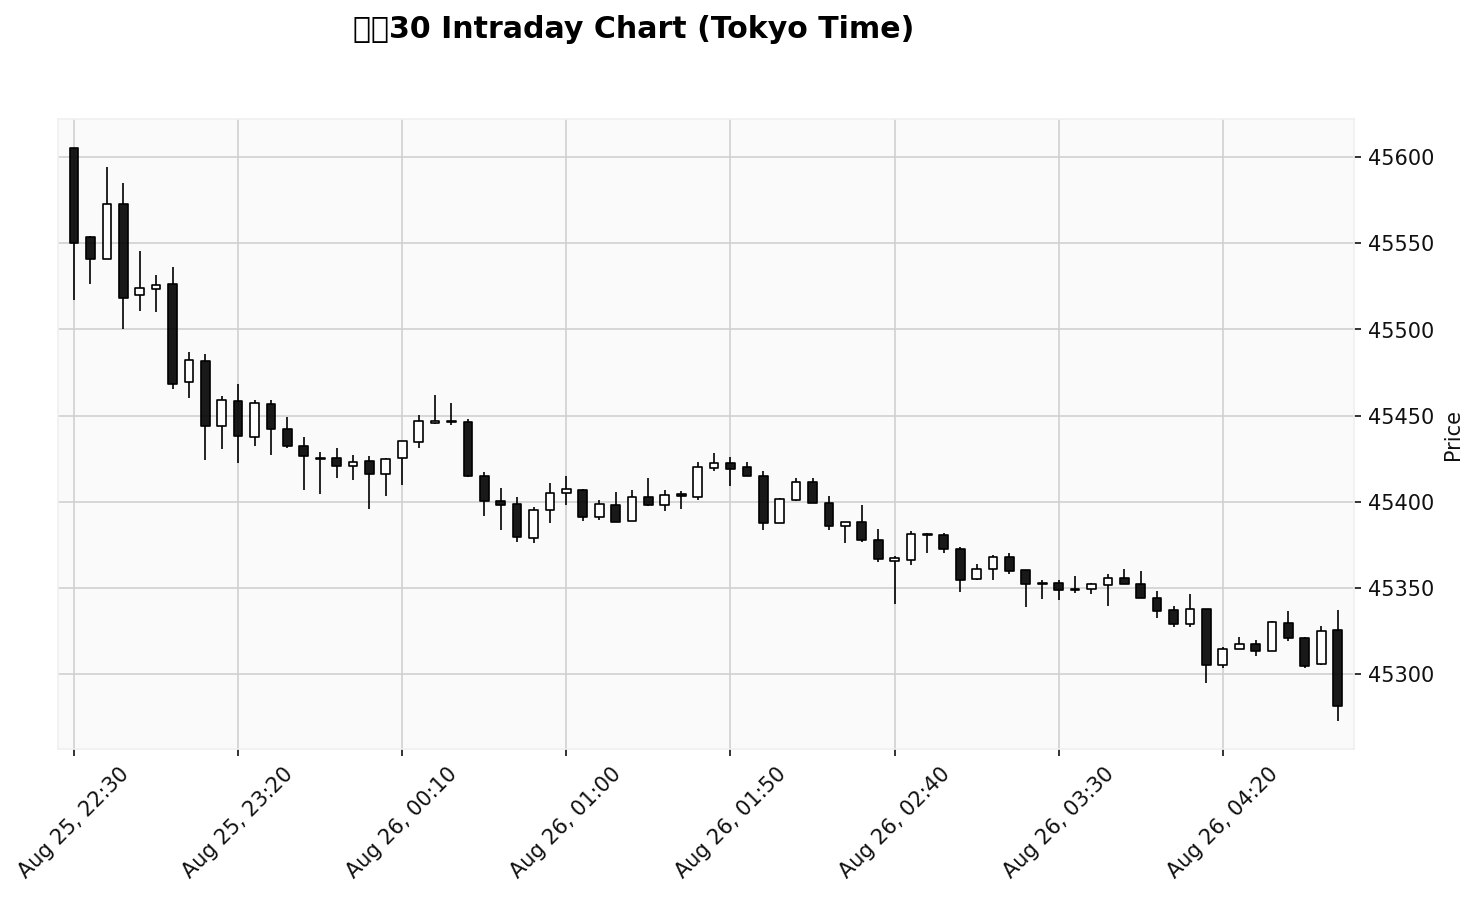 30 Intraday Chart (Tokyo Time)
45600
45550
45500
45450
45400
45350
45300
Price
Aug 25, 22:30
Aug 25, 23:20
Aug 26, 00:10
Aug 26, 01:00
Aug 26, 01:50
Aug 26, 02:40
Aug 26, 03:30
Aug 26, 04:20